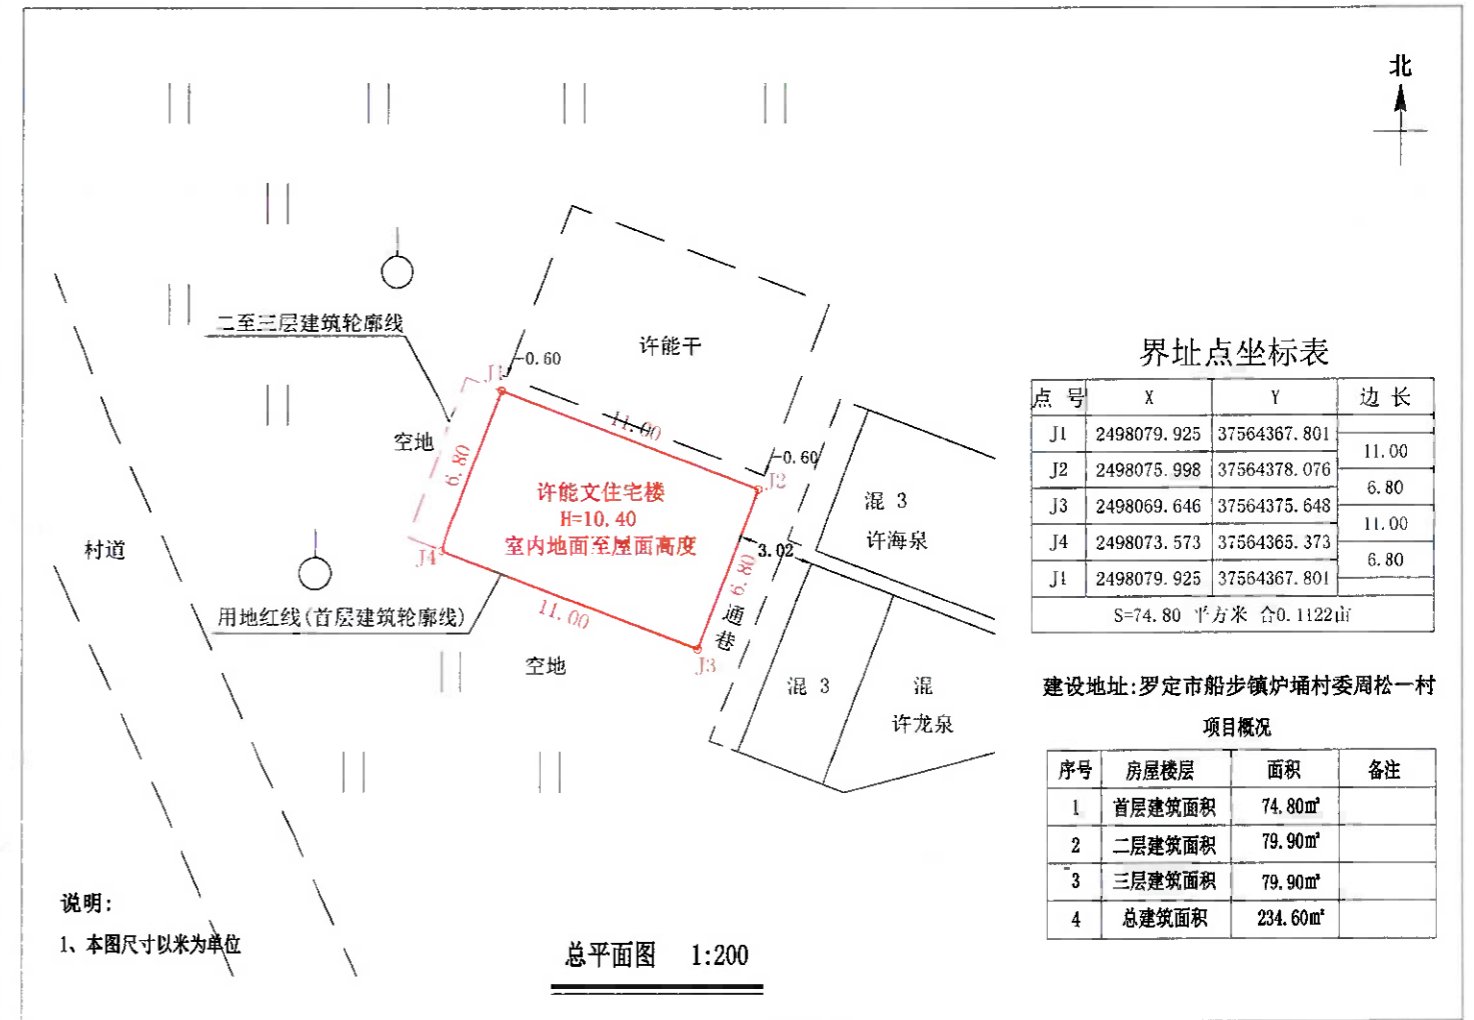 北
二至三层建筑轮廓线
J1
0.60
许能干
空地
11.00
6.80
0.60
J2
许能文住宅楼
H=10.40
室内地面至屋面高度
J4
3.02
6.80
混 3
许海泉
村道
用地红线(首层建筑轮廓线)
11.00
通巷
J3
空地
混 3
混
许龙泉
界址点坐标表
点 号 X Y 边 长
J1 2498079.925 37564367.801
11.00
J2 2498075.998 37564378.076
6.80
J3 2498069.646 37564375.648
11.00
J4 2498073.573 37564365.373
6.80
J1 2498079.925 37564367.801
S=74.80 平方米 合0.1122亩
建设地址:罗定市船步镇炉埇村委周松一村
项目概况
序号 房屋楼层 面积 备注
1 首层建筑面积 74.80㎡
2 二层建筑面积 79.90㎡
3 三层建筑面积 79.90㎡
4 总建筑面积 234.60㎡
说明:
1、本图尺寸以米为单位
总平面图 1:200